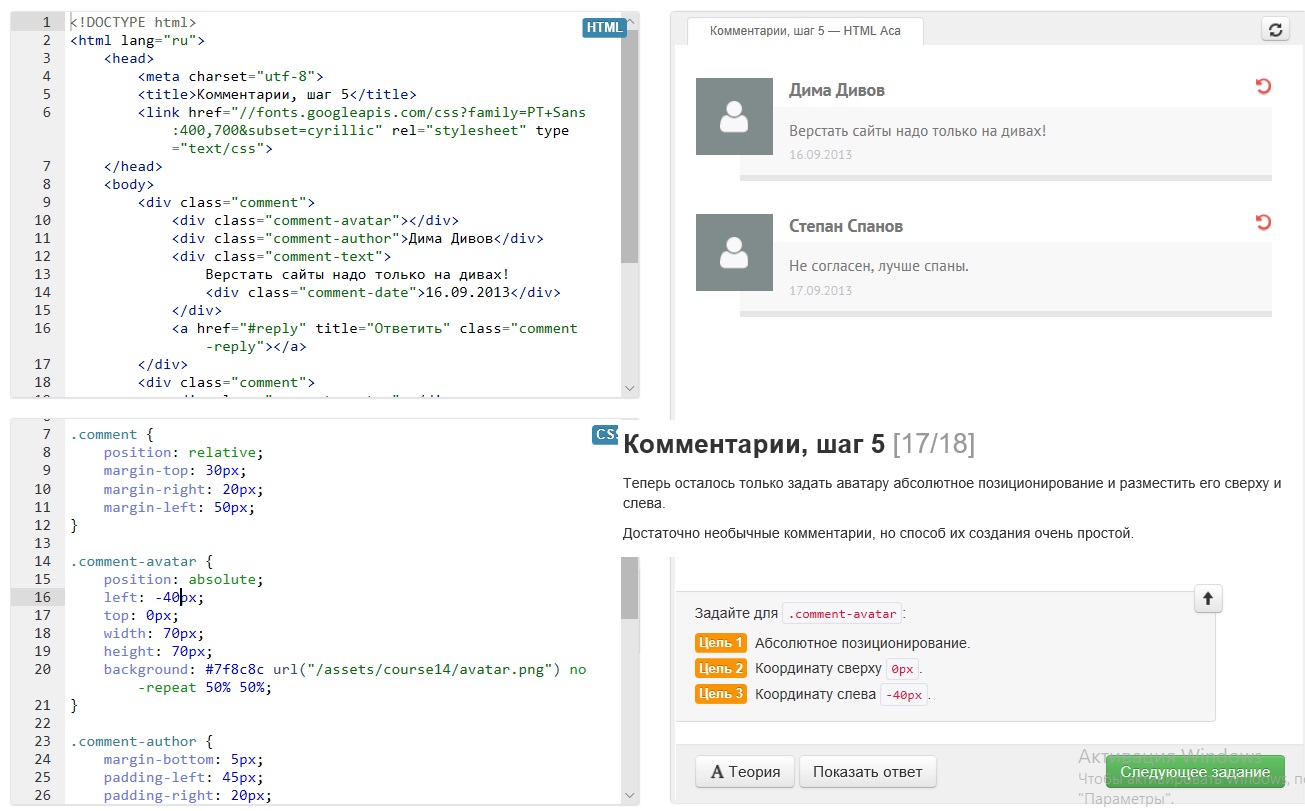 1 <!DOCTYPE html>
2 <html lang="ru">
3 <head>
4 <meta charset="utf-8">
5 <title>Комментарии, шаг 5</title>
6 <link href="//fonts.googleapis.com/css?family=PT+Sans
:400,700&subset=cyrillic" rel="stylesheet" type
="text/css">
7 </head>
8 <body>
9 <div class="comment">
10 <div class="comment-avatar"></div>
11 <div class="comment-author">Дима Дивов</div>
12 <div class="comment-text">
13 Верстать сайты надо только на дивах!
14 <div class="comment-date">16.09.2013</div>
15 </div>
16 <a href="#reply" title="Ответить" class="comment
-reply"></a>
17 </div>
18 <div class="comment">
HTML
7 .comment {
8 position: relative;
9 margin-top: 30px;
10 margin-right: 20px;
11 margin-left: 50px;
12 }
13
14 .comment-avatar {
15 position: absolute;
16 left: -40px;
17 top: 0px;
18 width: 70px;
19 height: 70px;
20 background: #7f8c8c url("/assets/course14/avatar.png") no
-repeat 50% 50%;
21 }
22
23 .comment-author {
24 margin-bottom: 5px;
25 padding-left: 45px;
26 padding-right: 20px;
Комментарии, шаг 5 — HTML Aca
Дима Дивов
Верстать сайты надо только на дивах!
16.09.2013
Степан Спанов
Не согласен, лучше спаны.
17.09.2013
Комментарии, шаг 5 [17/18]
Теперь осталось только задать аватару абсолютное позиционирование и разместить его сверху и
слева.
Достаточно необычные комментарии, но способ их создания очень простой.
Задайте для .comment-avatar:
Цель 1 Абсолютное позиционирование.
Цель 2 Координату сверху 0px.
Цель 3 Координату слева -40px.
A Теория
Показать ответ
Следующее задание
Активация Windows
Чтобы активировать Windows,
"Параметры".